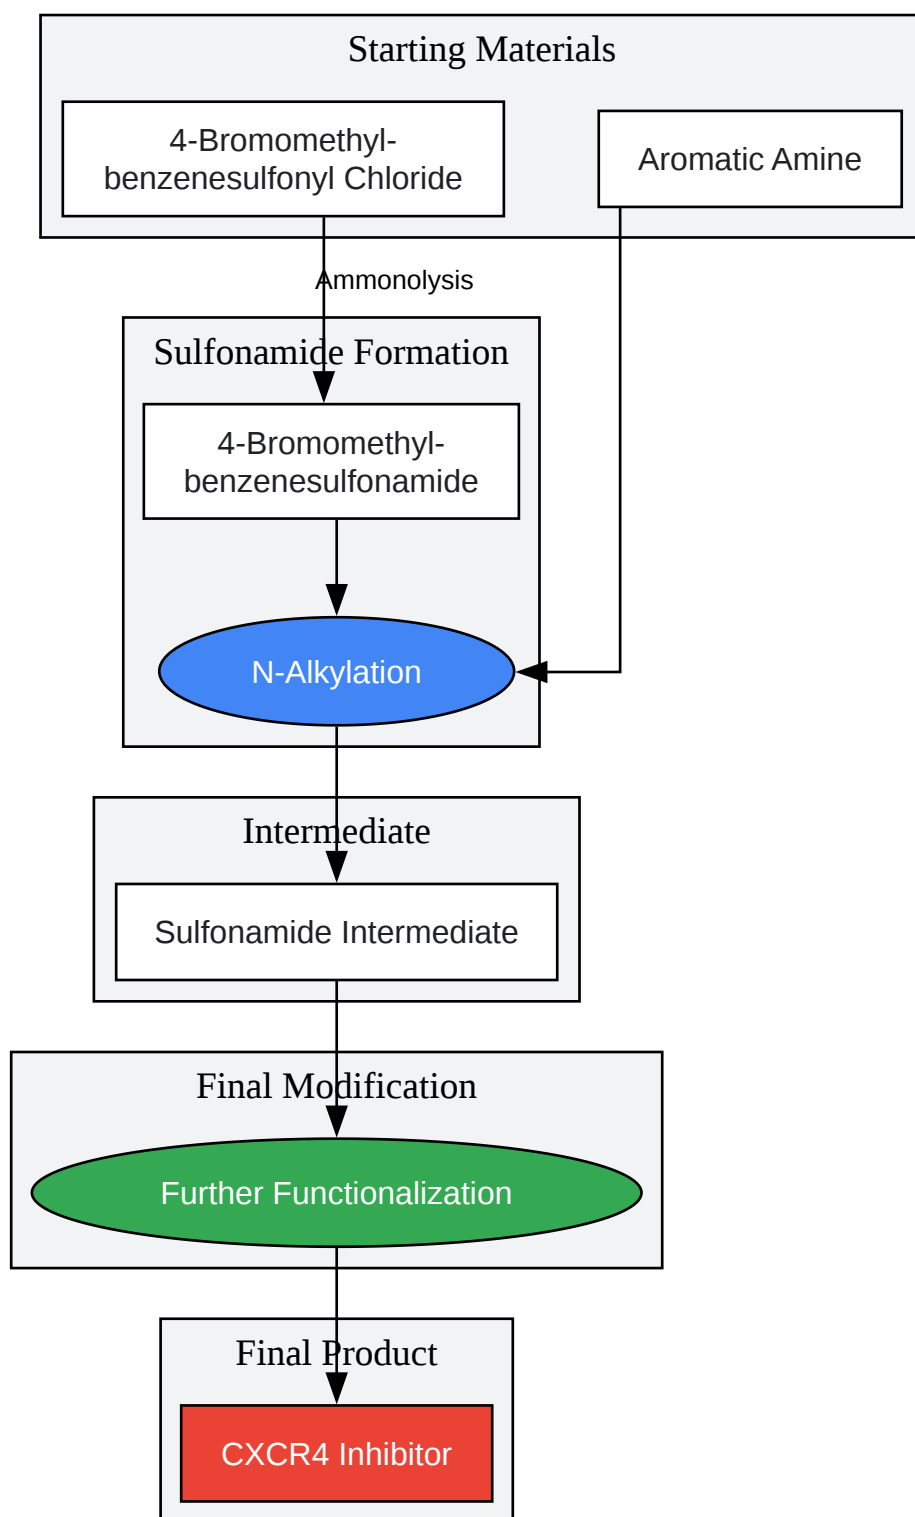 Starting Materials
4-Bromomethyl-
benzenesulfonyl Chloride
Aromatic Amine
Ammonolysis
Sulfonamide Formation
4-Bromomethyl-
benzenesulfonamide
N-Alkylation
Intermediate
Sulfonamide Intermediate
Final Modification
Further Functionalization
Final Product
CXCR4 Inhibitor